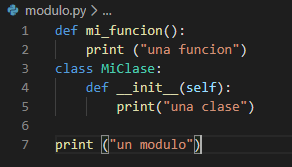 modulo.py > ...
1 def mi_funcion():
2     print ("una funcion")
3 class MiClase:
4     def __init__(self):
5         print("una clase")
6
7 print ("un modulo")